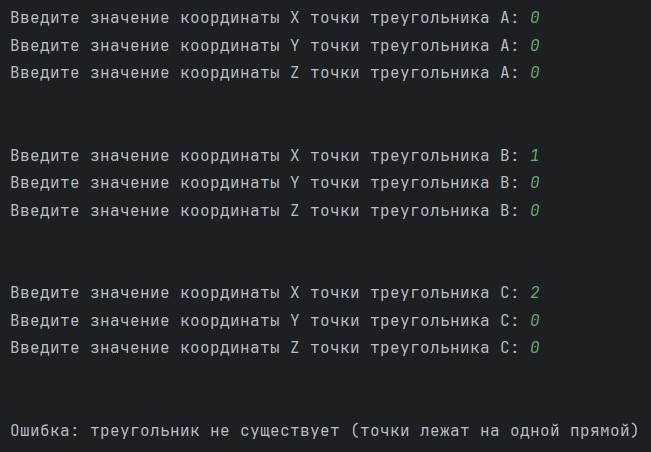 Введите значение координаты X точки треугольника A: 0
Введите значение координаты Y точки треугольника A: 0
Введите значение координаты Z точки треугольника A: 0
Введите значение координаты X точки треугольника B: 1
Введите значение координаты Y точки треугольника B: 0
Введите значение координаты Z точки треугольника B: 0
Введите значение координаты X точки треугольника C: 2
Введите значение координаты Y точки треугольника C: 0
Введите значение координаты Z точки треугольника C: 0
Ошибка: треугольник не существует (точки лежат на одной прямой)